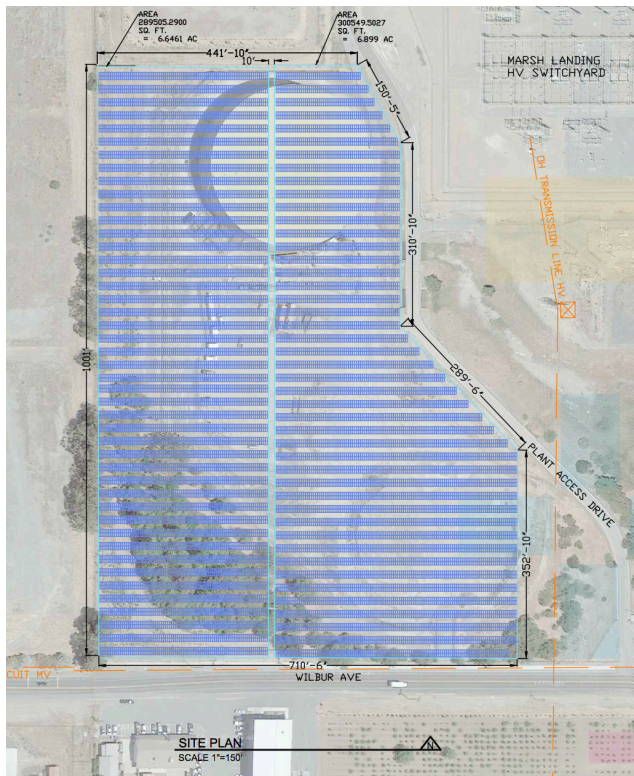 AREA
289505.2900
SQ. FT.
= 6.6461 AC
AREA
300549.5027
SQ. FT.
= 6.899 AC
441'-10"
10'
MARSH LANDING
HV SWITCHYARD
150'-5"
OH TRANSMISSION LINE HV
310'-10"
1001'
289'-6"
PLANT ACCESS DRIVE
352'-10"
710'-6"
CUIT MV
WILBUR AVE
SITE PLAN
SCALE 1"=150'
N